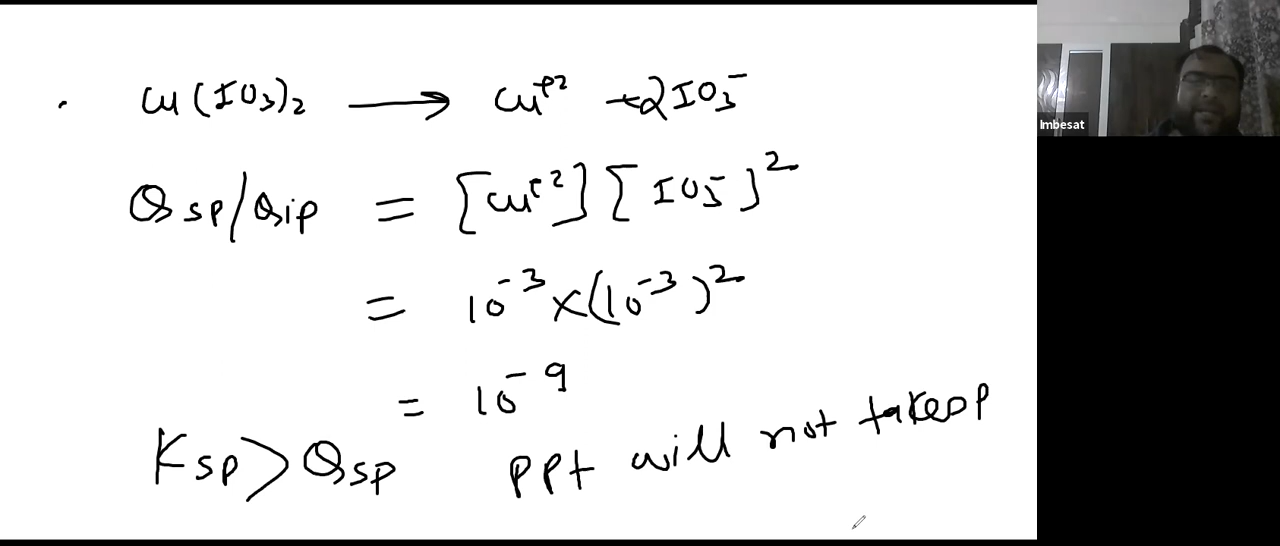 . Cu(IO₃)₂ ⟶ Cu⁺² + 2IO₃⁻
Qsp/Qip = [Cu⁺²] [IO₃⁻]²
= 10⁻³ × (10⁻³)²
= 10⁻⁹
Ksp > Qsp ppt will not take p
Imbesat